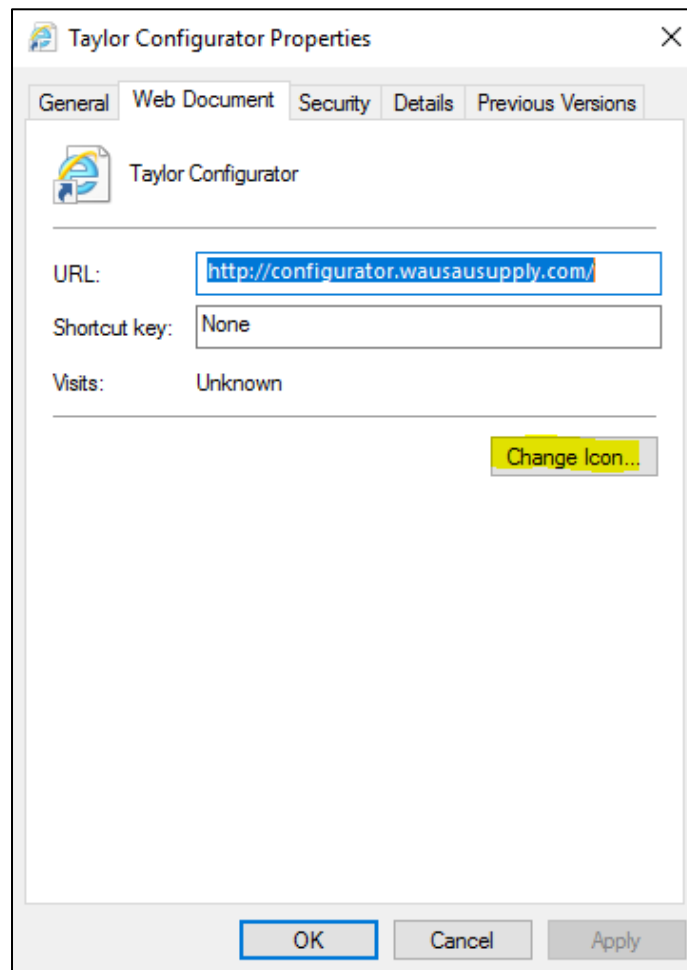 Taylor Configurator Properties
General Web Document Security Details Previous Versions
Taylor Configurator
URL: http://configurator.wausausupply.com/
Shortcut key: None
Visits: Unknown
Change Icon...
OK Cancel Apply